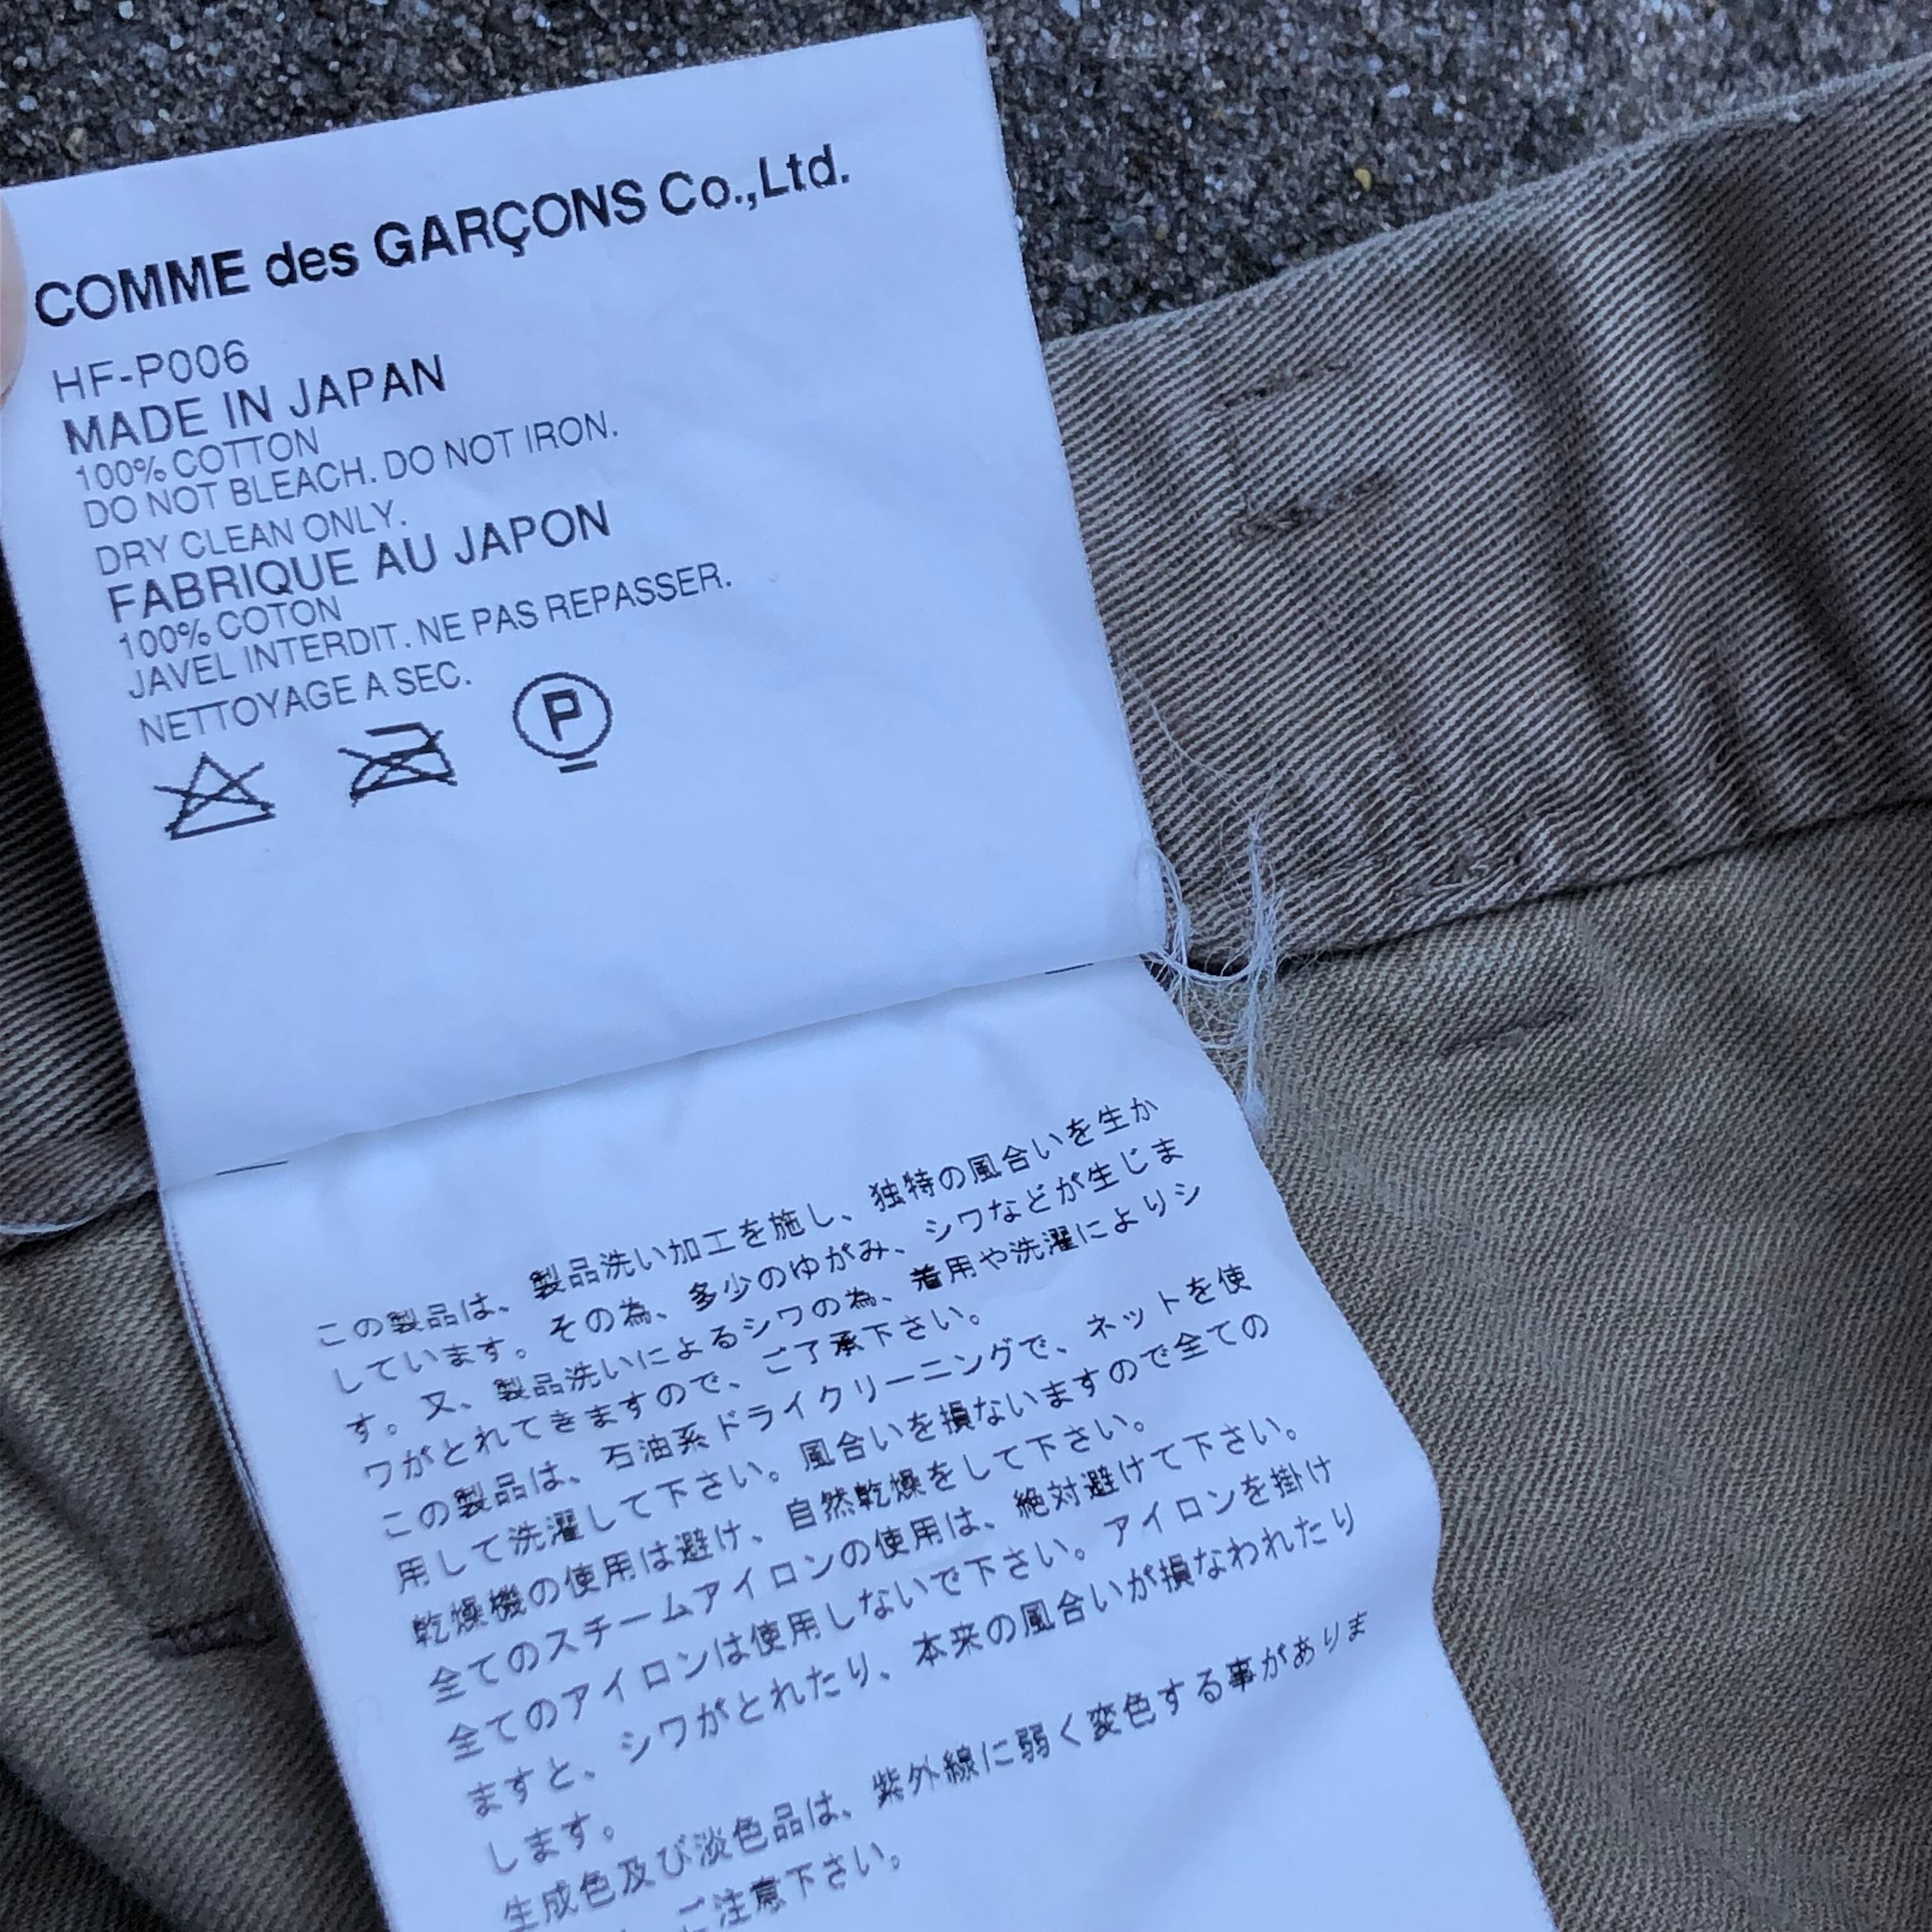 COMME des GARÇONS Co.,Ltd.
HF-P006
MADE IN JAPAN
100% COTTON
DO NOT BLEACH. DO NOT IRON.
DRY CLEAN ONLY.
FABRIQUE AU JAPON
100% COTON
JAVEL INTERDIT. NE PAS REPASSER.
NETTOYAGE A SEC.
P
この製品は、製品洗い加工を施し、独特の風合いを生か
しています。その為、多少のゆがみ、シワなどが生じま
す。又、製品洗いによるシワの為、着用や洗濯によりシ
ワがとれてきますので、ご了承下さい。
この製品は、石油系ドライクリーニングで、ネットを使
用して洗濯して下さい。風合いを損ないますので全ての
乾燥機の使用は避け、自然乾燥をして下さい。
全てのスチームアイロンの使用は、絶対避けて下さい。
全てのアイロンは使用しないで下さい。アイロンを掛け
ますと、シワがとれたり、本来の風合いが損なわれたり
します。
生成色及び淡色品は、紫外線に弱く変色する事がありま
ご注意下さい。